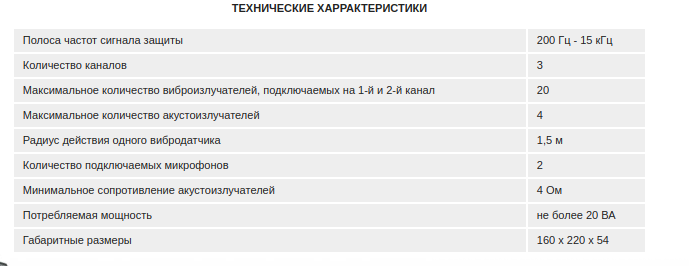 ТЕХНИЧЕСКИЕ ХАРРАКТЕРИСТИКИ
Полоса частот сигнала защиты 200 Гц - 15 кГц
Количество каналов 3
Максимальное количество виброизлучателей, подключаемых на 1-й и 2-й канал 20
Максимальное количество акустоизлучателей 4
Радиус действия одного вибродатчика 1,5 м
Количество подключаемых микрофонов 2
Минимальное сопротивление акустоизлучателей 4 Ом
Потребляемая мощность не более 20 ВА
Габаритные размеры 160 x 220 x 54